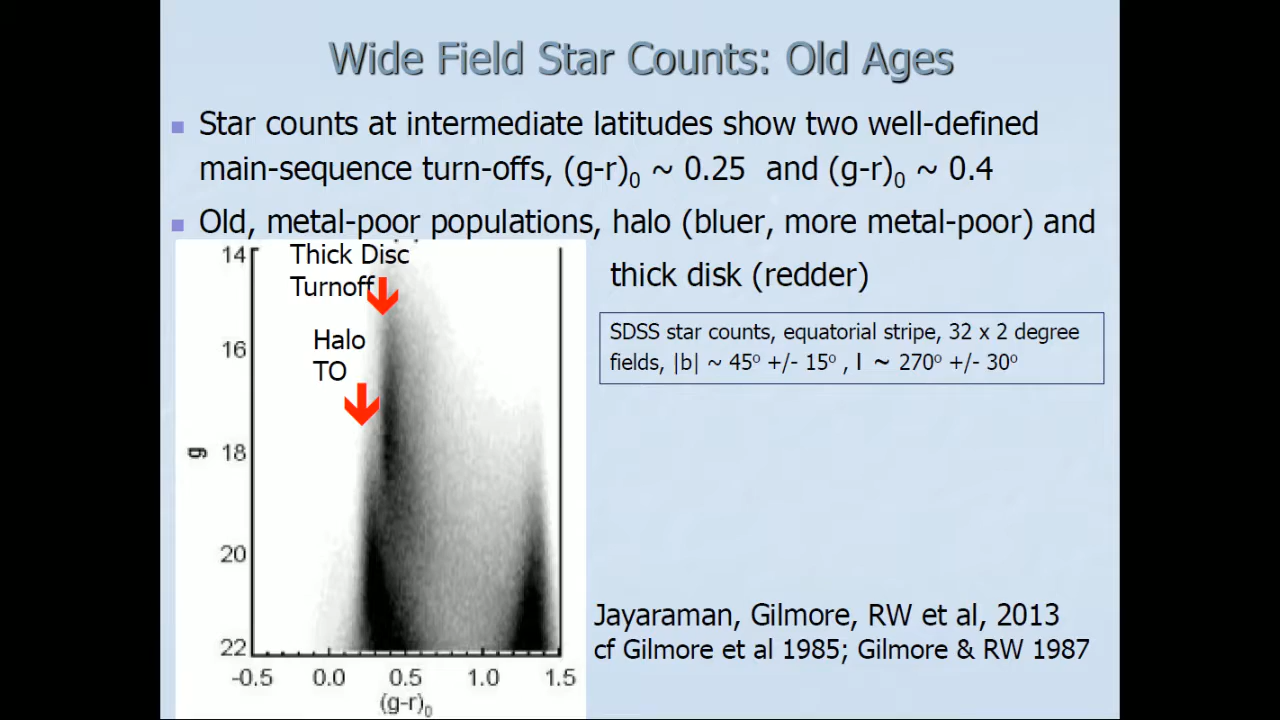 Wide Field Star Counts: Old Ages
Star counts at intermediate latitudes show two well-defined
main-sequence turn-offs, (g-r)₀ ~ 0.25 and (g-r)₀ ~ 0.4
Old, metal-poor populations, halo (bluer, more metal-poor) and
thick disk (redder)
Thick Disc
Turnoff
Halo
TO
14
16
18
20
22
g
-0.5 0.0 0.5 1.0 1.5
(g-r)₀
SDSS star counts, equatorial stripe, 32 x 2 degree
fields, |b| ~ 45º +/- 15º , l ~ 270º +/- 30º
Jayaraman, Gilmore, RW et al, 2013
cf Gilmore et al 1985; Gilmore & RW 1987